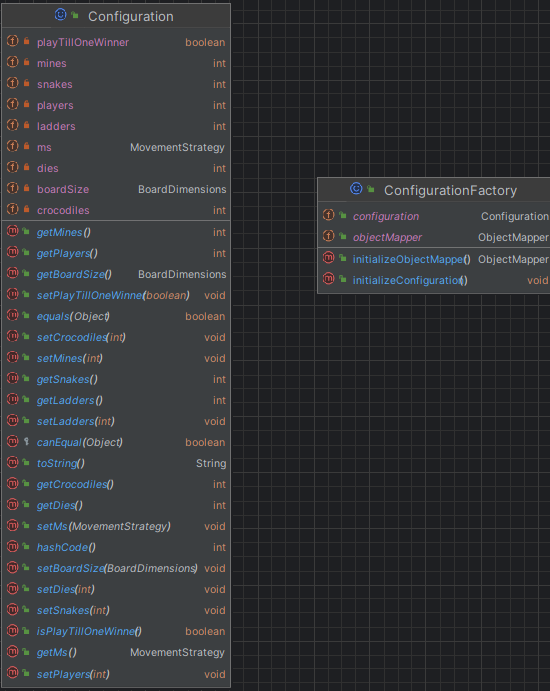 Configuration
playTillOneWinner boolean
mines int
snakes int
players int
ladders int
ms MovementStrategy
dies int
boardSize BoardDimensions
crocodiles int
getMines() int
getPlayers() int
getBoardSize() BoardDimensions
setPlayTillOneWinne(boolean) void
equals(Object) boolean
setCrocodiles(int) void
setMines(int) void
getSnakes() int
getLadders() int
setLadders(int) void
canEqual(Object) boolean
toString() String
getCrocodiles() int
getDies() int
setMs(MovementStrategy) void
hashCode() int
setBoardSize(BoardDimensions) void
setDies(int) void
setSnakes(int) void
isPlayTillOneWinne() boolean
getMs() MovementStrategy
setPlayers(int) void
ConfigurationFactory
configuration Configuration
objectMapper ObjectMapper
initializeObjectMappe() ObjectMapper
initializeConfiguration() void